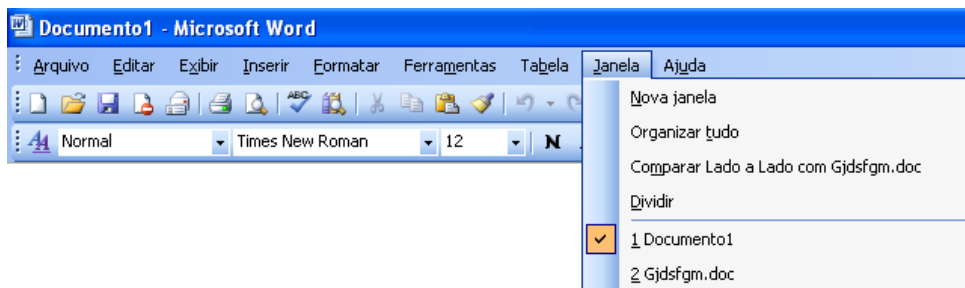 Documento1 - Microsoft Word
Arquivo Editar Exibir Inserir Formatar Ferramentas Tabela Janela Ajuda
ABC
Normal Times New Roman 12 N
Nova janela
Organizar tudo
Comparar Lado a Lado com Gjdsfgm.doc
Dividir
1 Documento1
2 Gjdsfgm.doc